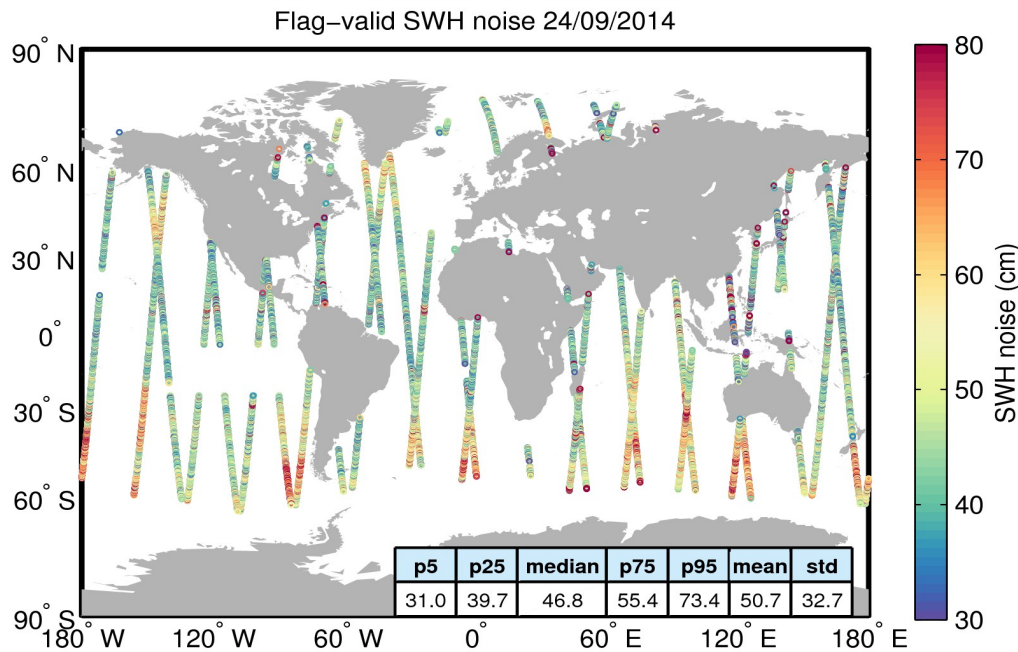 Flag−valid SWH noise 24/09/2014
90° N
60° N
30° N
0°
30° S
60° S
90° S
180° W
120° W
60° W
0°
60° E
120° E
180° E
p5 p25 median p75 p95 mean std
31.0 39.7 46.8 55.4 73.4 50.7 32.7
80
70
60
50
40
30
SWH noise (cm)